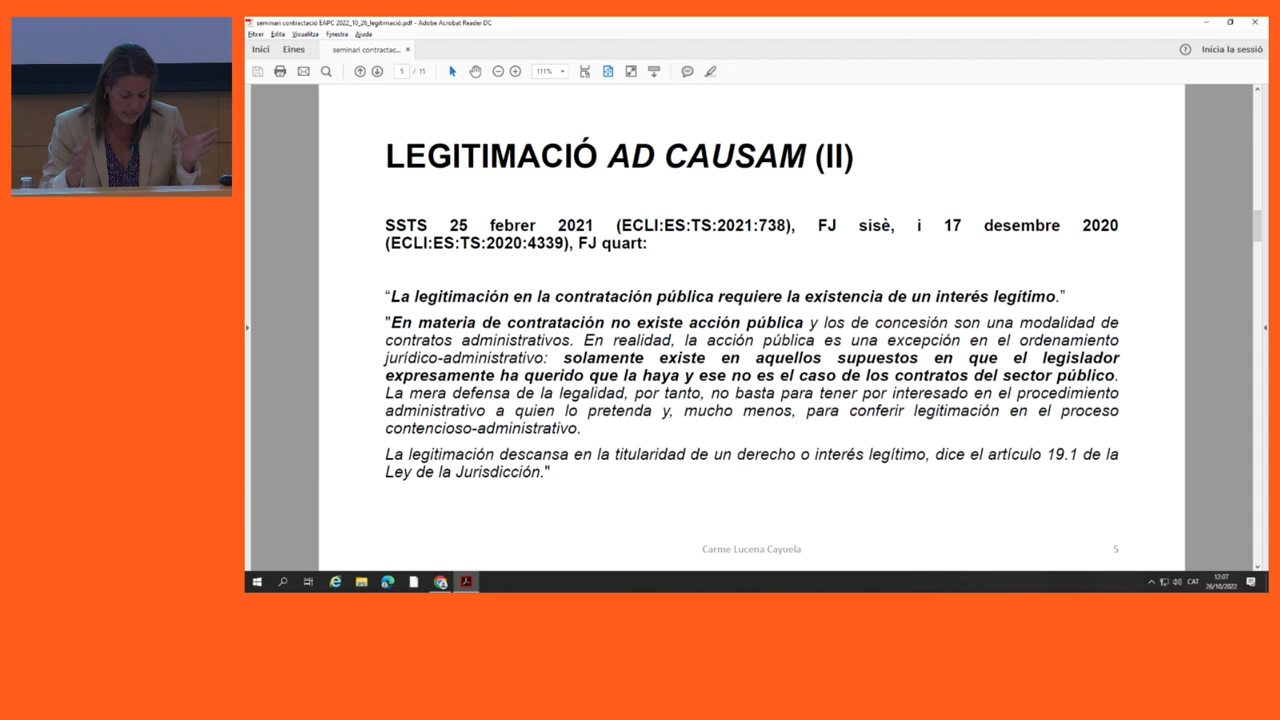 seminari contractació EAPC 2022_10_26_legitimació.pdf - Adobe Acrobat Reader DC
Fitxer Edita Visualitza Finestra Ajuda
Inici Eines seminari contractac... × Inicia la sessió
5 / 15 111%
LEGITIMACIÓ AD CAUSAM (II)
SSTS 25 febrer 2021 (ECLI:ES:TS:2021:738), FJ sisè, i 17 desembre 2020
(ECLI:ES:TS:2020:4339), FJ quart:
“La legitimación en la contratación pública requiere la existencia de un interés legítimo.”
"En materia de contratación no existe acción pública y los de concesión son una modalidad de
contratos administrativos. En realidad, la acción pública es una excepción en el ordenamiento
jurídico-administrativo: solamente existe en aquellos supuestos en que el legislador
expresamente ha querido que la haya y ese no es el caso de los contratos del sector público.
La mera defensa de la legalidad, por tanto, no basta para tener por interesado en el procedimiento
administrativo a quien lo pretenda y, mucho menos, para conferir legitimación en el proceso
contencioso-administrativo.
La legitimación descansa en la titularidad de un derecho o interés legítimo, dice el artículo 19.1 de la
Ley de la Jurisdicción."
Carme Lucena Cayuela 5
CAT 12:07
26/10/2022